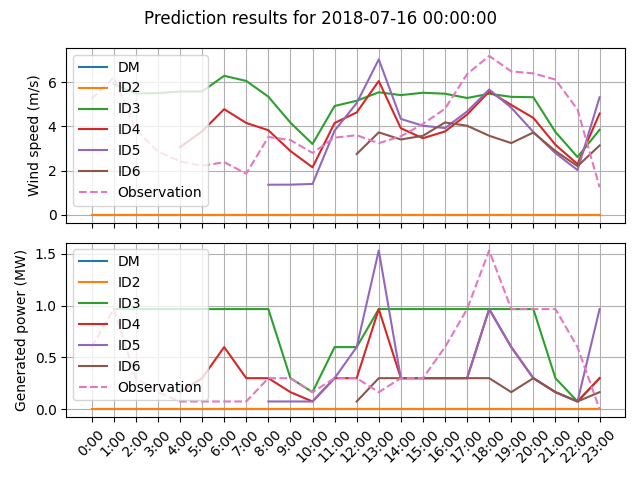 Prediction results for 2018-07-16 00:00:00
Wind speed (m/s)
6
4
2
0
DM
ID2
ID3
ID4
ID5
ID6
Observation
Generated power (MW)
1.5
1.0
0.5
0.0
DM
ID2
ID3
ID4
ID5
ID6
Observation
0:00
1:00
2:00
3:00
4:00
5:00
6:00
7:00
8:00
9:00
10:00
11:00
12:00
13:00
14:00
15:00
16:00
17:00
18:00
19:00
20:00
21:00
22:00
23:00